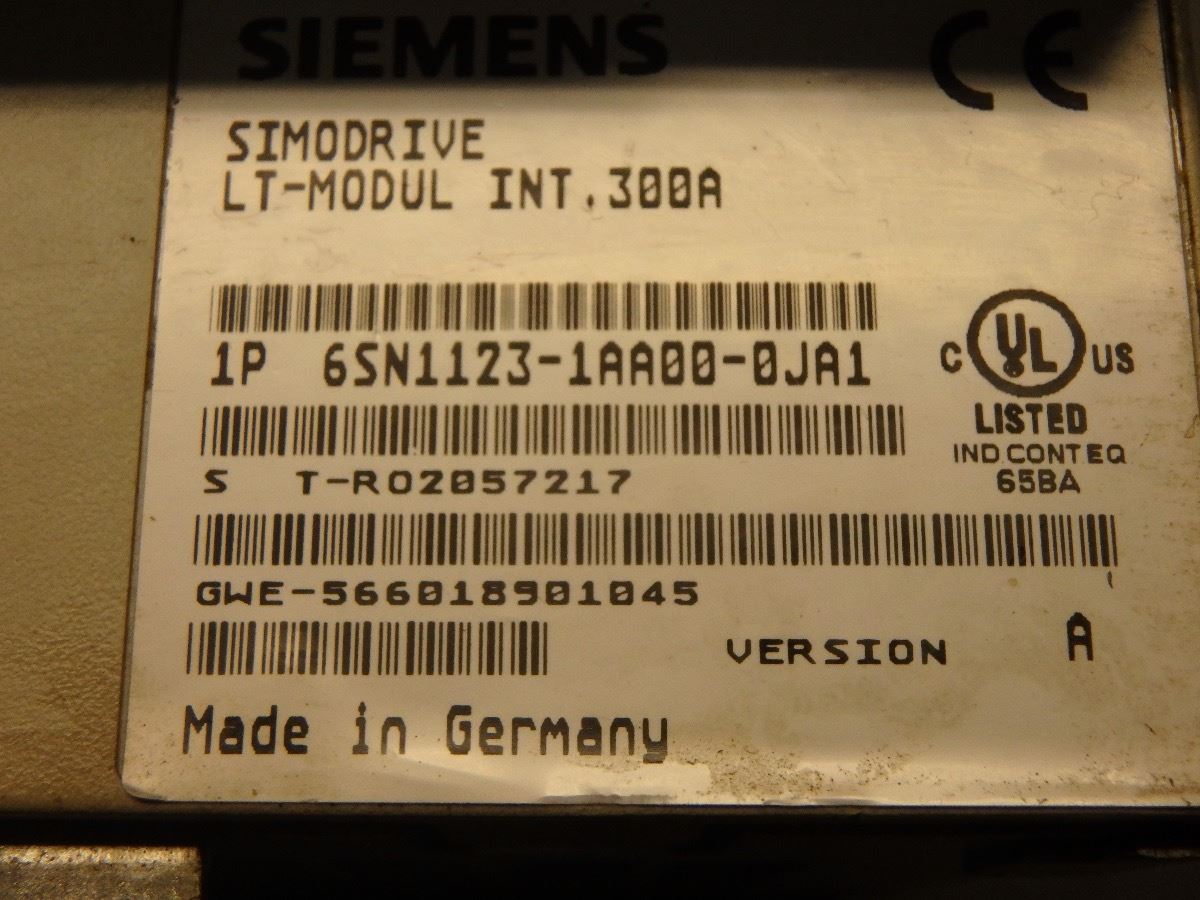 SIEMENS CE
SIMODRIVE
LT-MODUL INT.300A
1P 6SN1123-1AA00-0JA1
C UL US
LISTED
IND.CONT.EQ
65BA
S T-R02057217
GWE-566018901045
VERSION A
Made in Germany